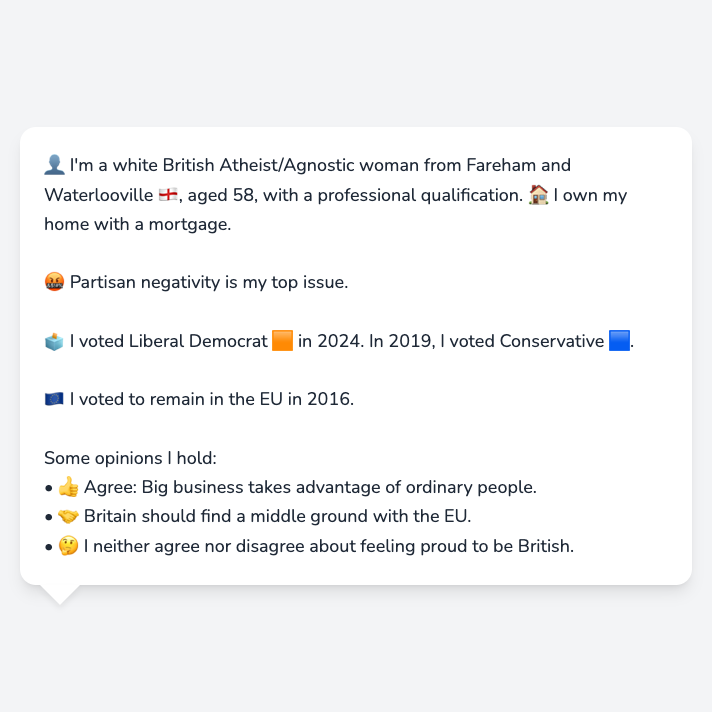 👤 I'm a white British Atheist/Agnostic woman from Fareham and
Waterlooville 🏴󠁧󠁢󠁥󠁮󠁧󠁿, aged 58, with a professional qualification. 🏠 I own my
home with a mortgage.
🤬 Partisan negativity is my top issue.
🗳️ I voted Liberal Democrat 🟧 in 2024. In 2019, I voted Conservative 🟦.
🇪🇺 I voted to remain in the EU in 2016.
Some opinions I hold:
• 👍 Agree: Big business takes advantage of ordinary people.
• 🤝 Britain should find a middle ground with the EU.
• 🤔 I neither agree nor disagree about feeling proud to be British.